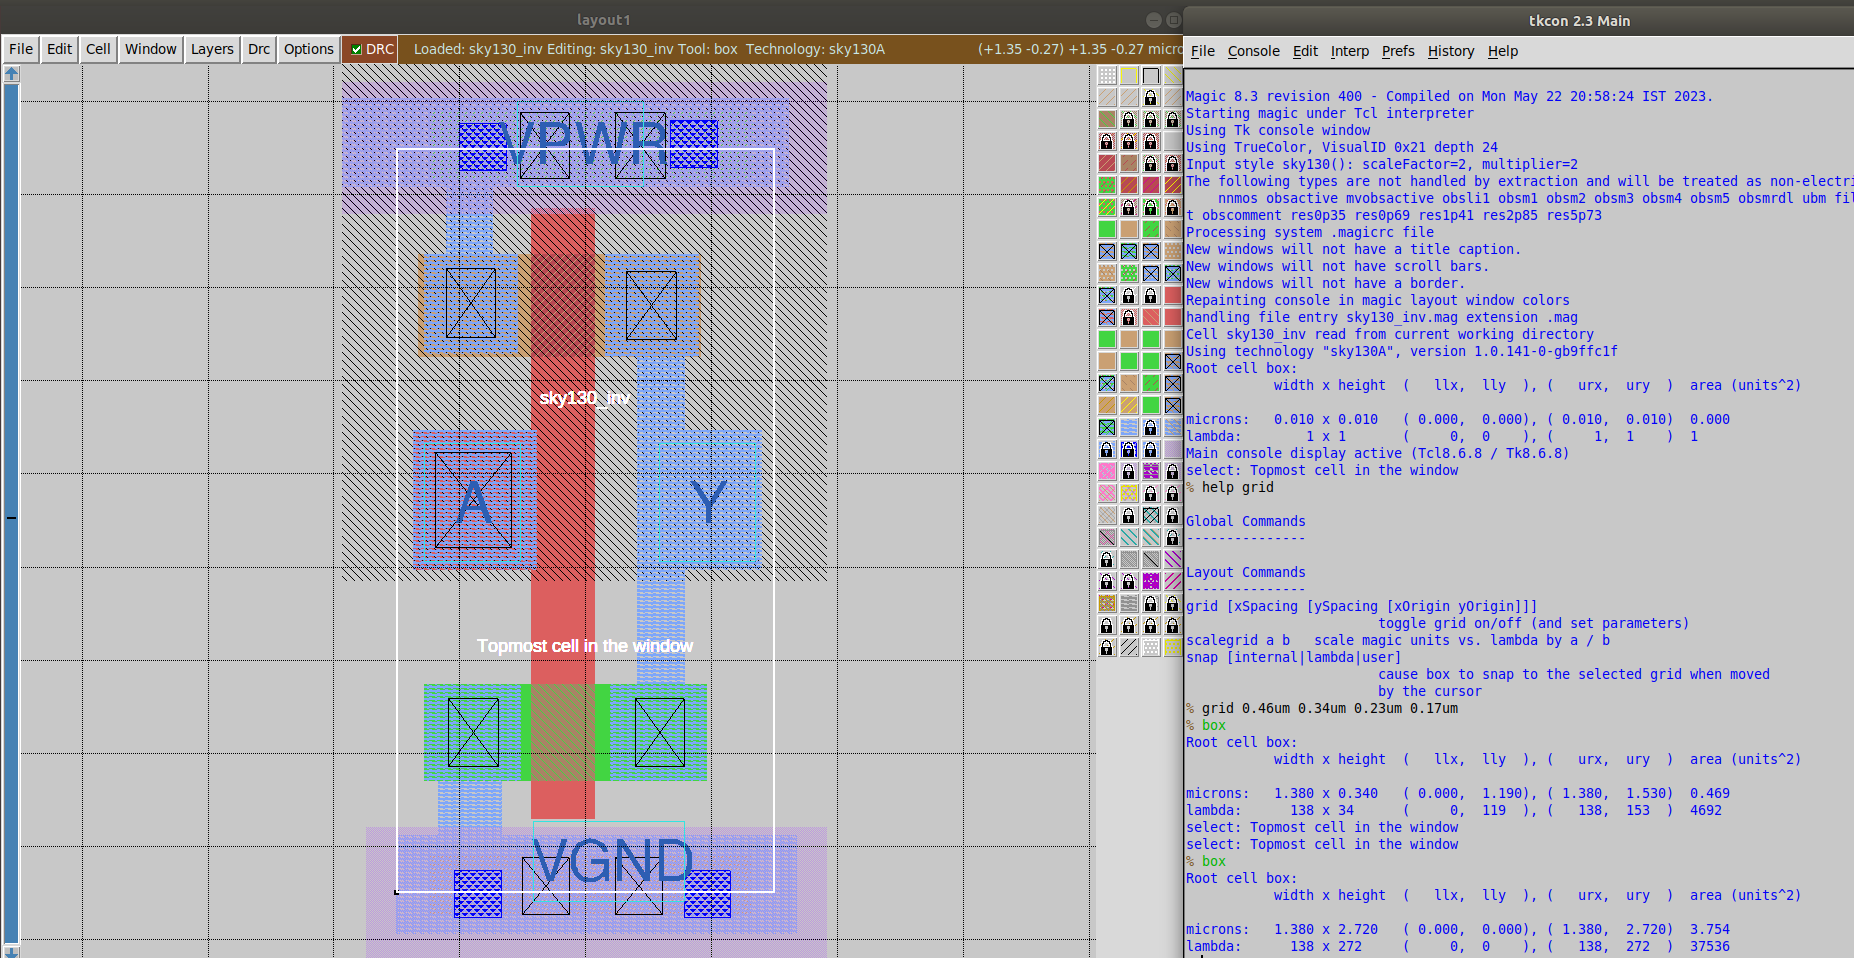 layout1
File Edit Cell Window Layers Drc Options DRC Loaded: sky130_inv Editing: sky130_inv Tool: box Technology: sky130A (+1.35 -0.27) +1.35 -0.27 micro
VPWR
sky130_inv
A
Y
Topmost cell in the window
VGND
tkcon 2.3 Main
File Console Edit Interp Prefs History Help
Magic 8.3 revision 400 - Compiled on Mon May 22 20:58:24 IST 2023.
Starting magic under Tcl interpreter
Using Tk console window
Using TrueColor, VisualID 0x21 depth 24
Input style sky130(): scaleFactor=2, multiplier=2
The following types are not handled by extraction and will be treated as non-electri
nnmos obsactive mvobsactive obsli1 obsm1 obsm2 obsm3 obsm4 obsm5 obsmrdl ubm fil
t obscomment res0p35 res0p69 res1p41 res2p85 res5p73
Processing system .magicrc file
New windows will not have a title caption.
New windows will not have scroll bars.
New windows will not have a border.
Repainting console in magic layout window colors
handling file entry sky130_inv.mag extension .mag
Cell sky130_inv read from current working directory
Using technology "sky130A", version 1.0.141-0-gb9ffc1f
Root cell box:
width x height ( llx, lly ), ( urx, ury ) area (units^2)
microns: 0.010 x 0.010 ( 0.000, 0.000), ( 0.010, 0.010) 0.000
lambda: 1 x 1 ( 0, 0 ), ( 1, 1 ) 1
Main console display active (Tcl8.6.8 / Tk8.6.8)
select: Topmost cell in the window
% help grid
Global Commands
---------------
Layout Commands
---------------
grid [xSpacing [ySpacing [xOrigin yOrigin]]]
toggle grid on/off (and set parameters)
scalegrid a b scale magic units vs. lambda by a / b
snap [internal|lambda|user]
cause box to snap to the selected grid when moved
by the cursor
% grid 0.46um 0.34um 0.23um 0.17um
% box
Root cell box:
width x height ( llx, lly ), ( urx, ury ) area (units^2)
microns: 1.380 x 0.340 ( 0.000, 1.190), ( 1.380, 1.530) 0.469
lambda: 138 x 34 ( 0, 119 ), ( 138, 153 ) 4692
select: Topmost cell in the window
select: Topmost cell in the window
% box
Root cell box:
width x height ( llx, lly ), ( urx, ury ) area (units^2)
microns: 1.380 x 2.720 ( 0.000, 0.000), ( 1.380, 2.720) 3.754
lambda: 138 x 272 ( 0, 0 ), ( 138, 272 ) 37536